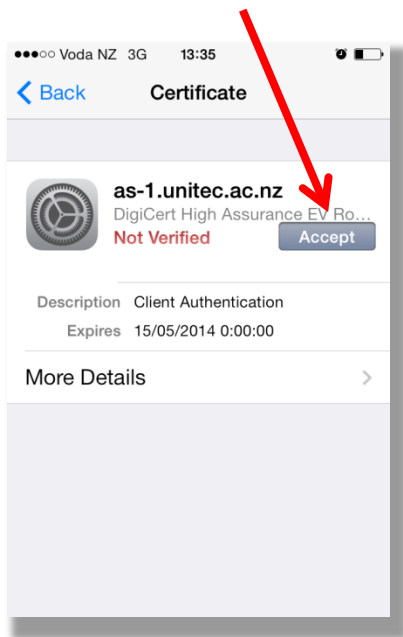 Voda NZ 3G 13:35
Back Certificate
as-1.unitec.ac.nz
DigiCert High Assurance EV Ro...
Not Verified Accept
Description Client Authentication
Expires 15/05/2014 0:00:00
More Details